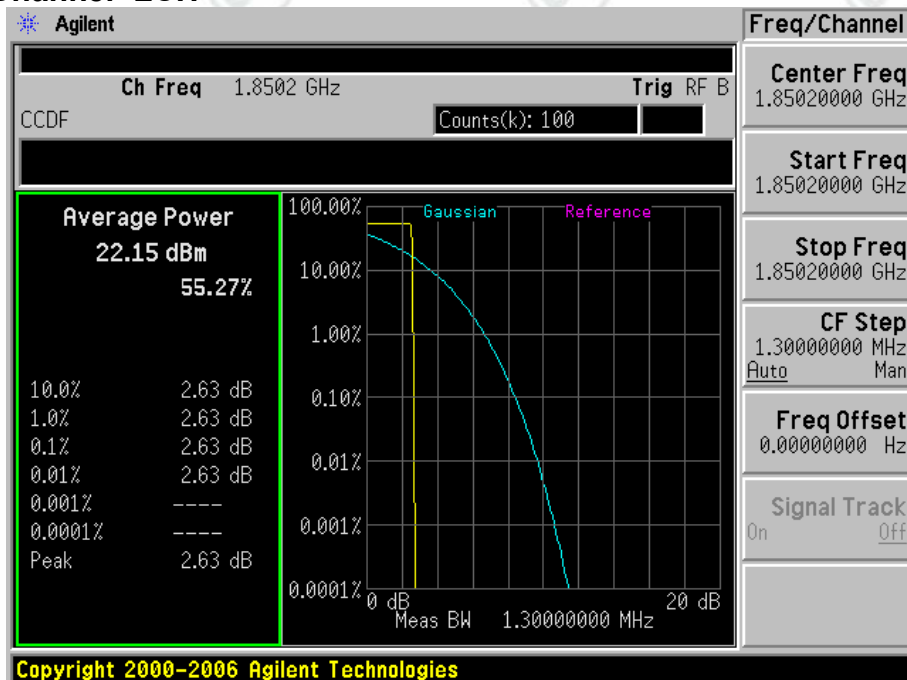 Agilent
Freq/Channel
Ch Freq 1.8502 GHz Trig RF B
CCDF Counts(k): 100
Center Freq
1.85020000 GHz
Start Freq
1.85020000 GHz
Stop Freq
1.85020000 GHz
CF Step
1.30000000 MHz
Auto Man
Freq Offset
0.00000000 Hz
Signal Track
On Off
Average Power
22.15 dBm
55.27%
10.0% 2.63 dB
1.0% 2.63 dB
0.1% 2.63 dB
0.01% 2.63 dB
0.001% ----
0.0001% ----
Peak 2.63 dB
Gaussian Reference
100.00%
10.00%
1.00%
0.10%
0.01%
0.001%
0.0001%
0 dB 20 dB
Meas BW 1.30000000 MHz
Copyright 2000-2006 Agilent Technologies